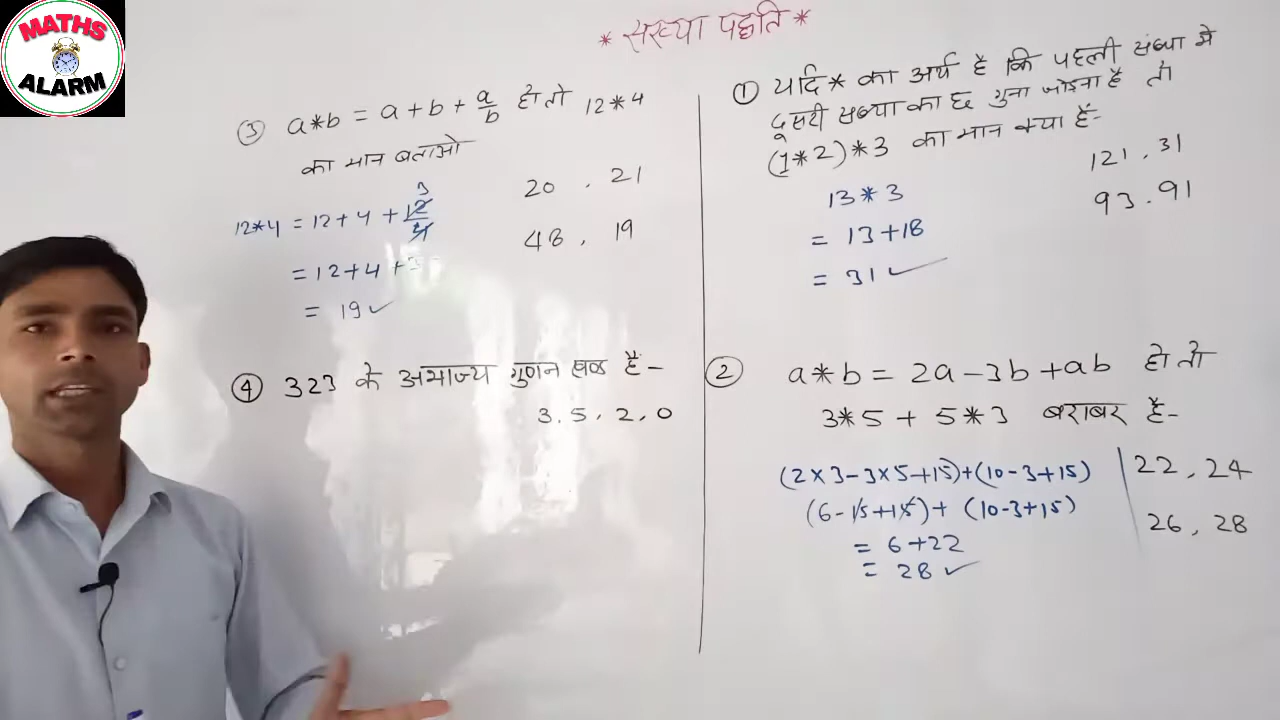 MATHS
ALARM
* सख्या पद्धति *
① यदि * का अर्थ है कि पहली संख्या मे
दूसरी संख्या का छ गुना जोड़ना है तो
(1*2)*3 का मान क्या है-
121, 31
93. 91
13*3
= 13+18
= 31 ✓
② a*b = 2a-3b+ab हो तो
3*5 + 5*3 बराबर है-
22, 24
26, 28
(2×3-3×5+15)+(10-3+15)
(6-15+15)+ (10-3+15)
= 6+22
= 28 ✓
③ a*b = a+b+a/b हो तो 12*4
का मान बताओ
20, 21
48, 19
12*4 = 12+4+12/4 3
= 12+4+3
= 19 ✓
④ 323 के अभाज्य गुणन खण्ड है-
3.5, 2, 0